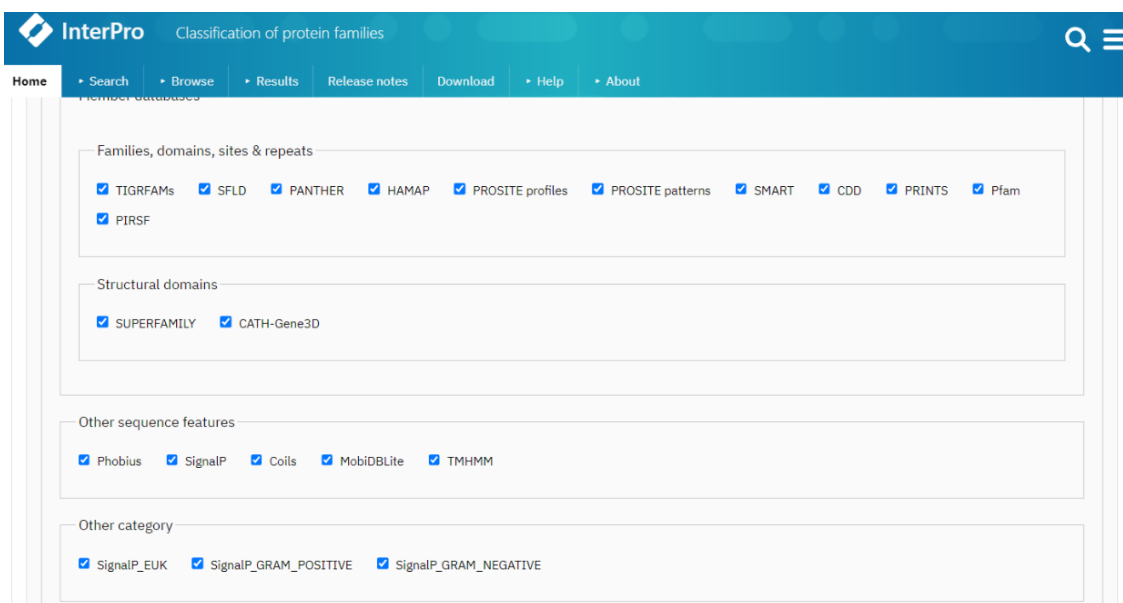 InterPro Classification of protein families
Home Search Browse Results Release notes Download Help About
Member databases
Families, domains, sites & repeats
TIGRFAMs SFLD PANTHER HAMAP PROSITE profiles PROSITE patterns SMART CDD PRINTS Pfam
PIRSF
Structural domains
SUPERFAMILY CATH-Gene3D
Other sequence features
Phobius SignalP Coils MobiDBLite TMHMM
Other category
SignalP_EUK SignalP_GRAM_POSITIVE SignalP_GRAM_NEGATIVE